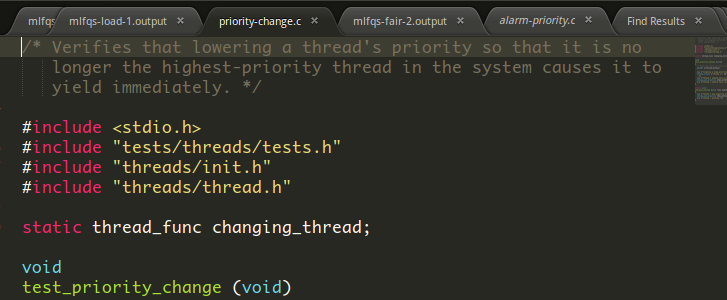 mlfqs
mlfqs-load-1.output
priority-change.c
mlfqs-fair-2.output
alarm-priority.c
Find Results
/* Verifies that lowering a thread's priority so that it is no
longer the highest-priority thread in the system causes it to
yield immediately. */
#include <stdio.h>
#include "tests/threads/tests.h"
#include "threads/init.h"
#include "threads/thread.h"
static thread_func changing_thread;
void
test_priority_change (void)